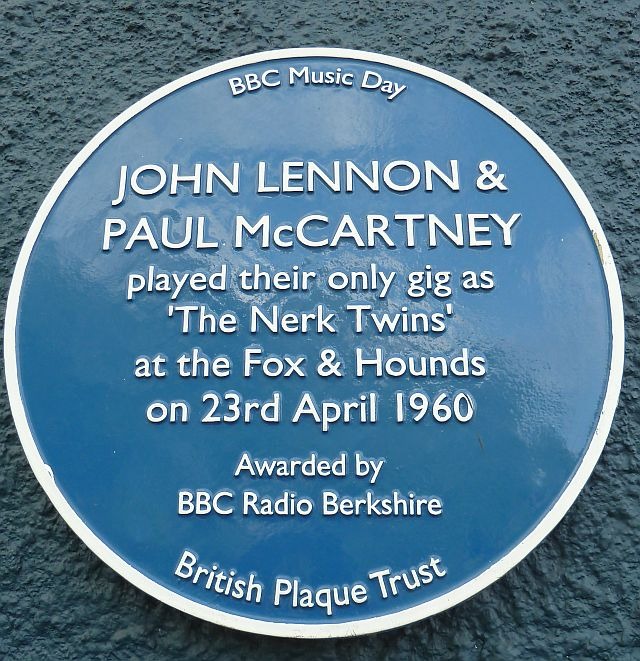 BBC Music Day
JOHN LENNON &
PAUL McCARTNEY
played their only gig as
'The Nerk Twins'
at the Fox & Hounds
on 23rd April 1960
Awarded by
BBC Radio Berkshire
British Plaque Trust